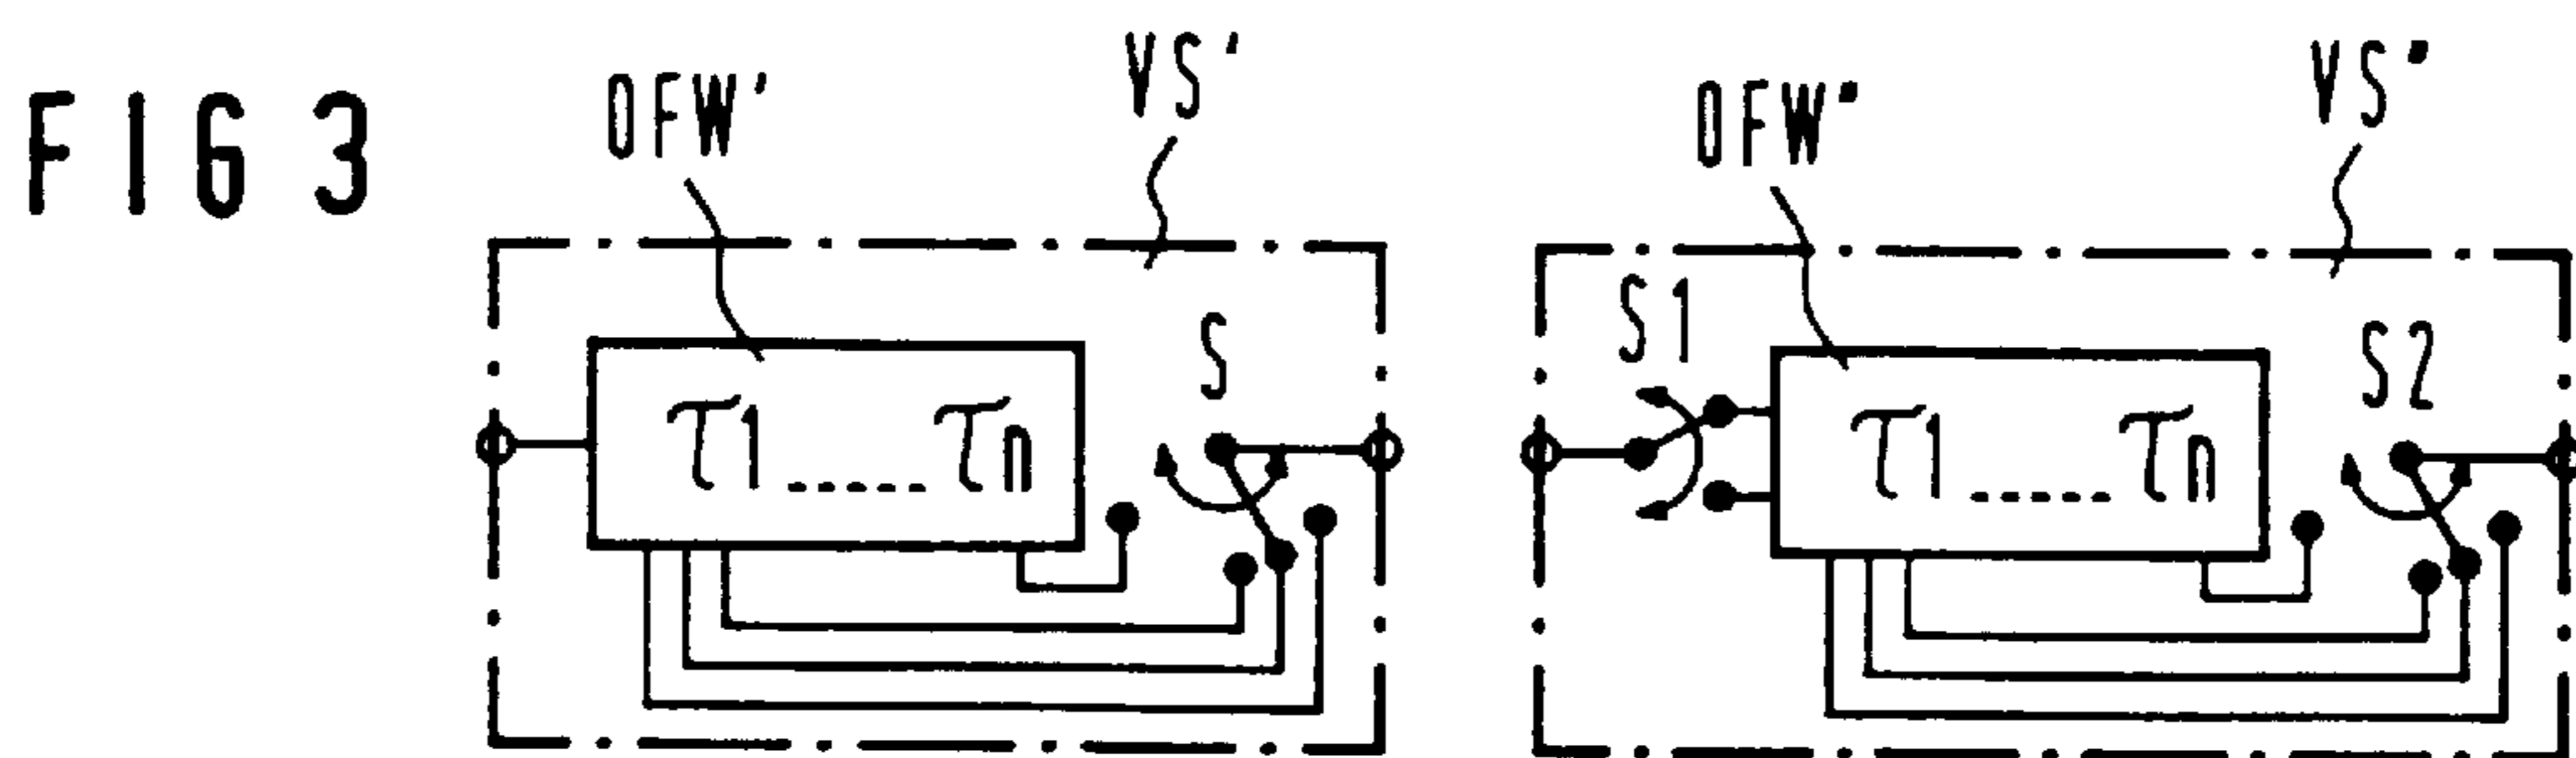 FIG 3
OFW'
VS'
S
τ1 ----- τn
OFW"
VS"
S1
S2
τ1 ----- τn